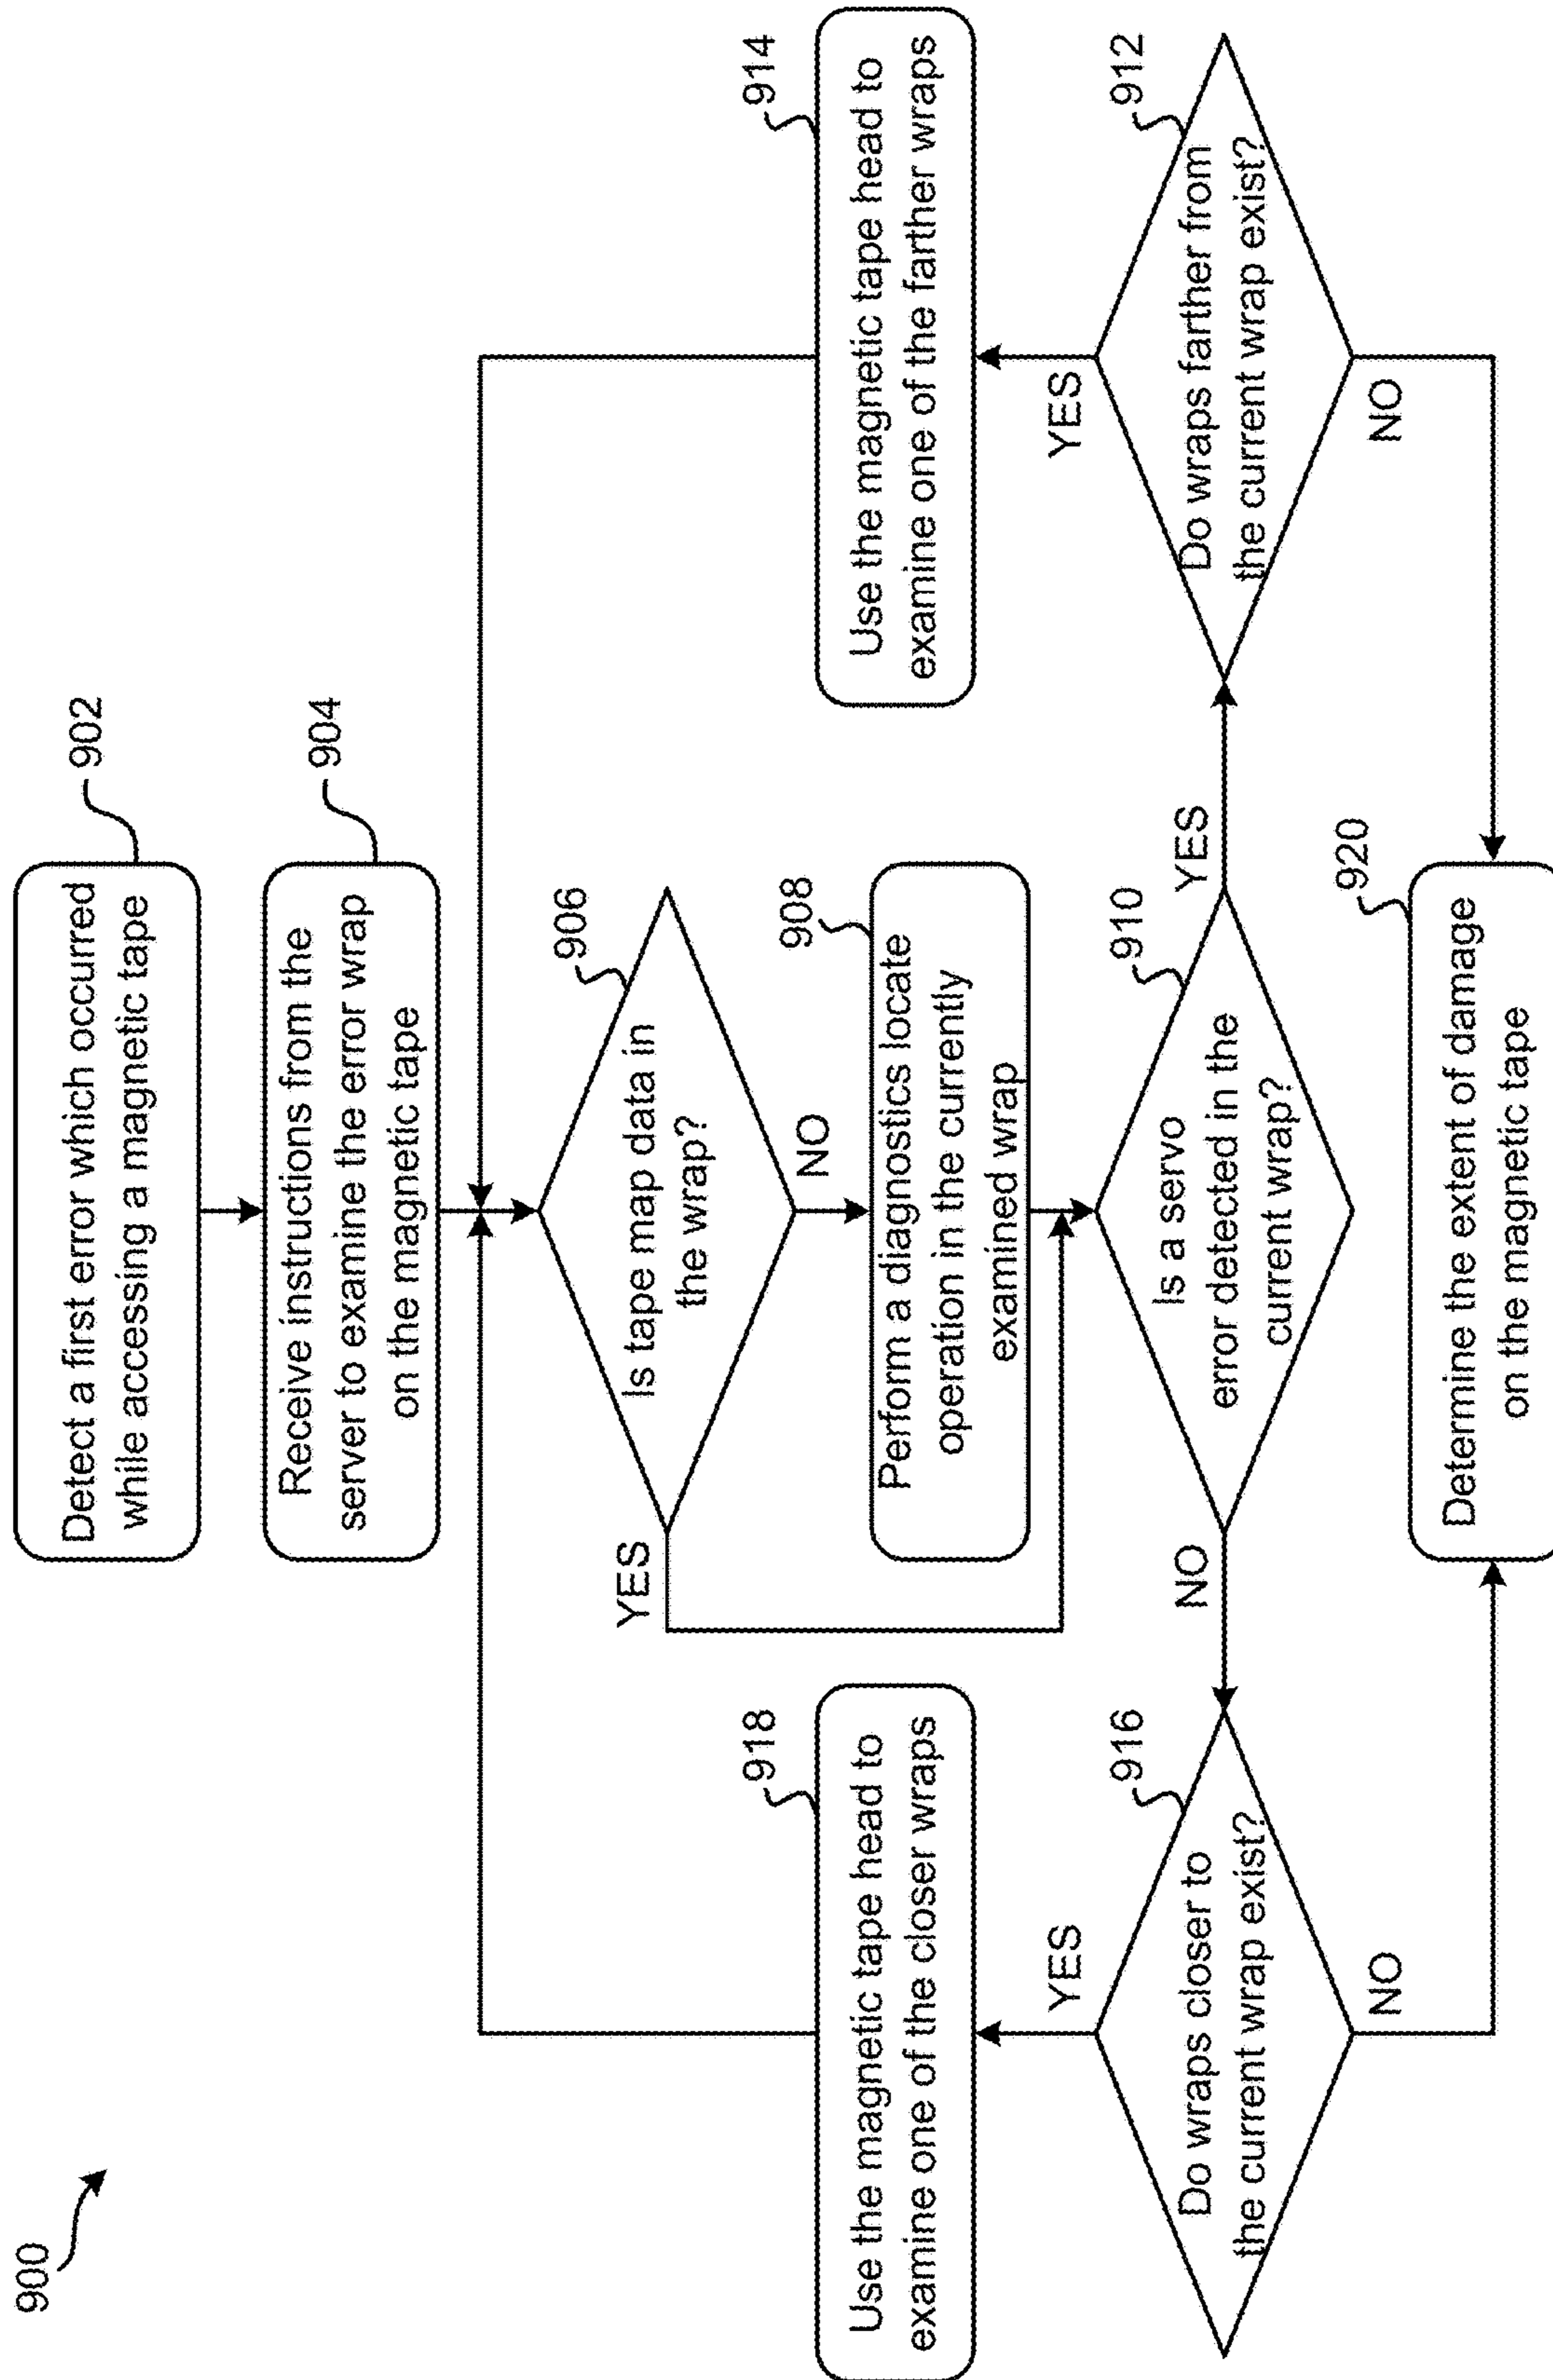 900
Detect a first error which occurred
while accessing a magnetic tape
902
Receive instructions from the
server to examine the error wrap
on the magnetic tape
904
Is tape map data in
the wrap?
906
YES
NO
Perform a diagnostics locate
operation in the currently
examined wrap
908
Is a servo
error detected in the
current wrap?
910
NO
YES
Use the magnetic tape head to
examine one of the closer wraps
918
Use the magnetic tape head to
examine one of the farther wraps
914
YES
Do wraps closer to
the current wrap exist?
916
NO
YES
Do wraps farther from
the current wrap exist?
912
NO
Determine the extent of damage
on the magnetic tape
920